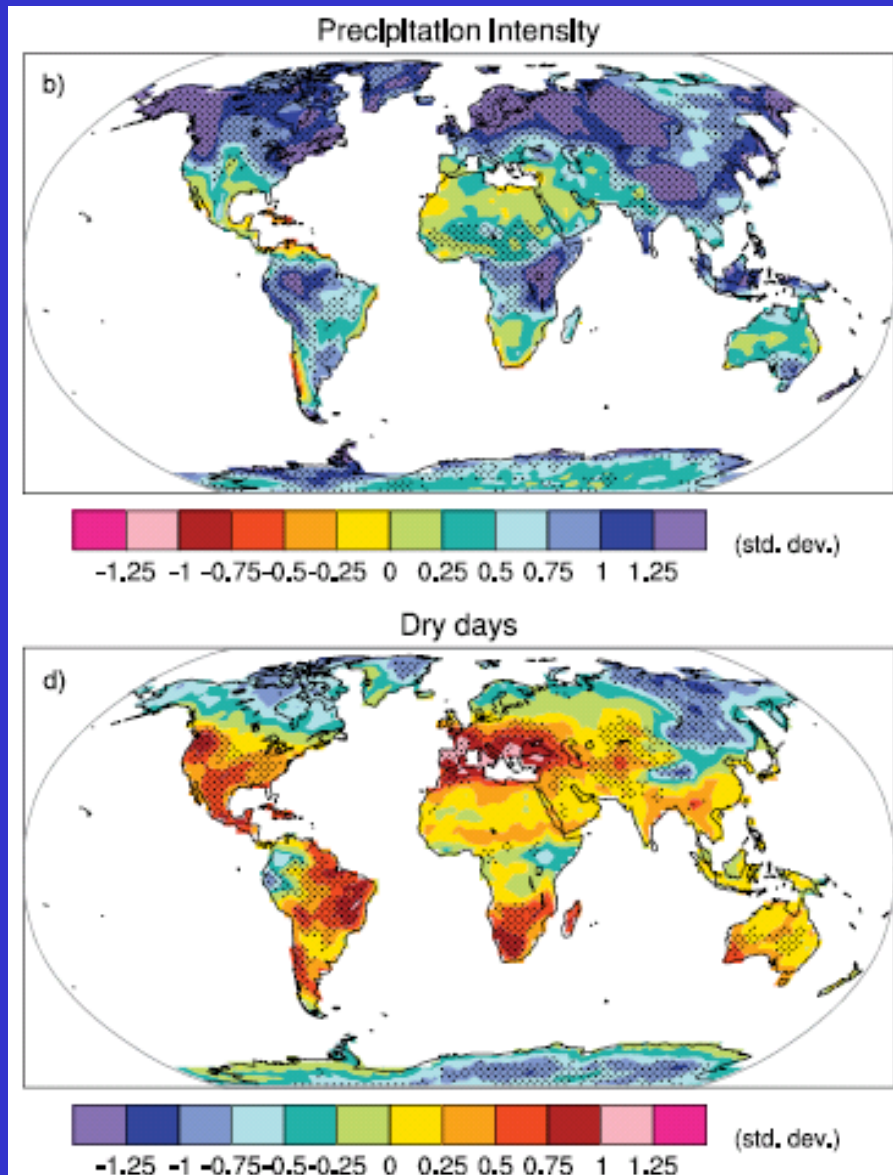 Precipitation Intensity
b)
(std. dev.)
-1.25 -1 -0.75-0.5-0.25 0 0.25 0.5 0.75 1 1.25
Dry days
d)
(std. dev.)
-1.25 -1 -0.75-0.5-0.25 0 0.25 0.5 0.75 1 1.25